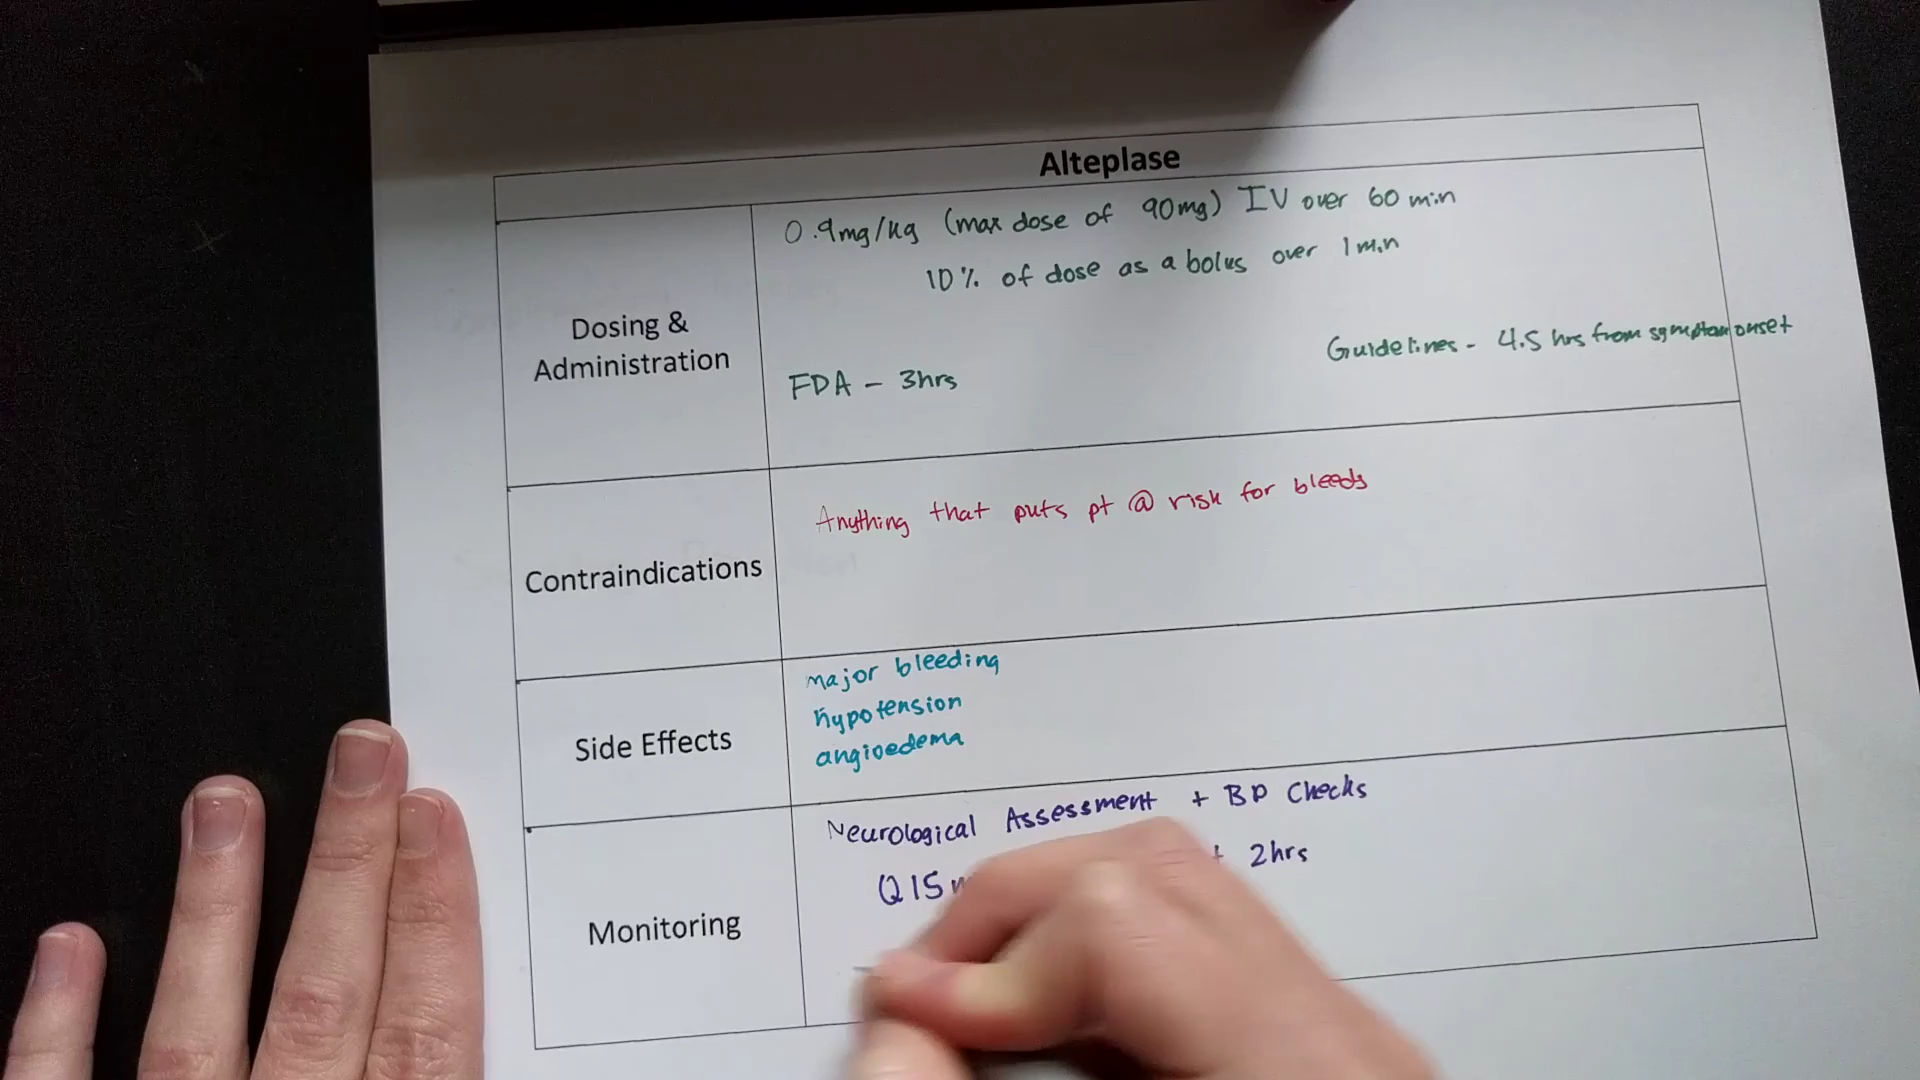 Alteplase
Dosing &
Administration
0.9mg/kg (max dose of 90mg) IV over 60 min
10% of dose as a bolus over 1 min
Guidelines - 4.5 hrs from symptom onset
FDA - 3hrs
Contraindications
Anything that puts pt @ risk for bleeds
Side Effects
major bleeding
hypotension
angioedema
Monitoring
Neurological Assessment + BP Checks
Q15 2hrs